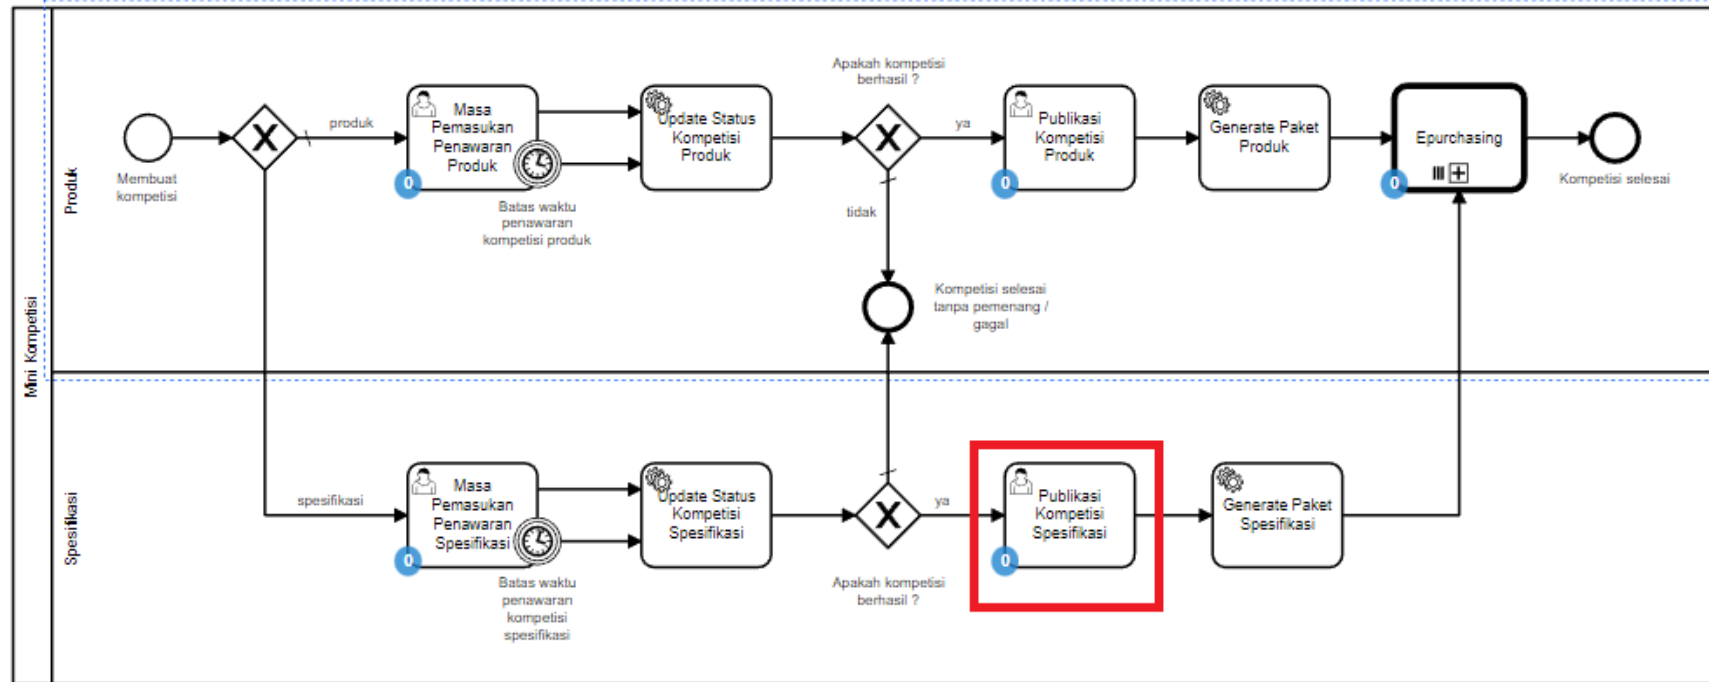 Mini Kompetisi
Produk
Membuat
kompetisi
produk
Masa
Pemasukan
Penawaran
Produk
0
Batas waktu
penawaran
kompetisi produk
Update Status
Kompetisi
Produk
Apakah kompetisi
berhasil ?
ya
tidak
Publikasi
Kompetisi
Produk
0
Generate Paket
Produk
Epurchasing
0
Kompetisi selesai
Kompetisi selesai
tanpa pemenang /
gagal
Spesifikasi
spesifikasi
Masa
Pemasukan
Penawaran
Spesifikasi
0
Batas waktu
penawaran
kompetisi
spesifikasi
Update Status
Kompetisi
Spesifikasi
Apakah kompetisi
berhasil ?
ya
Publikasi
Kompetisi
Spesifikasi
0
Generate Paket
Spesifikasi